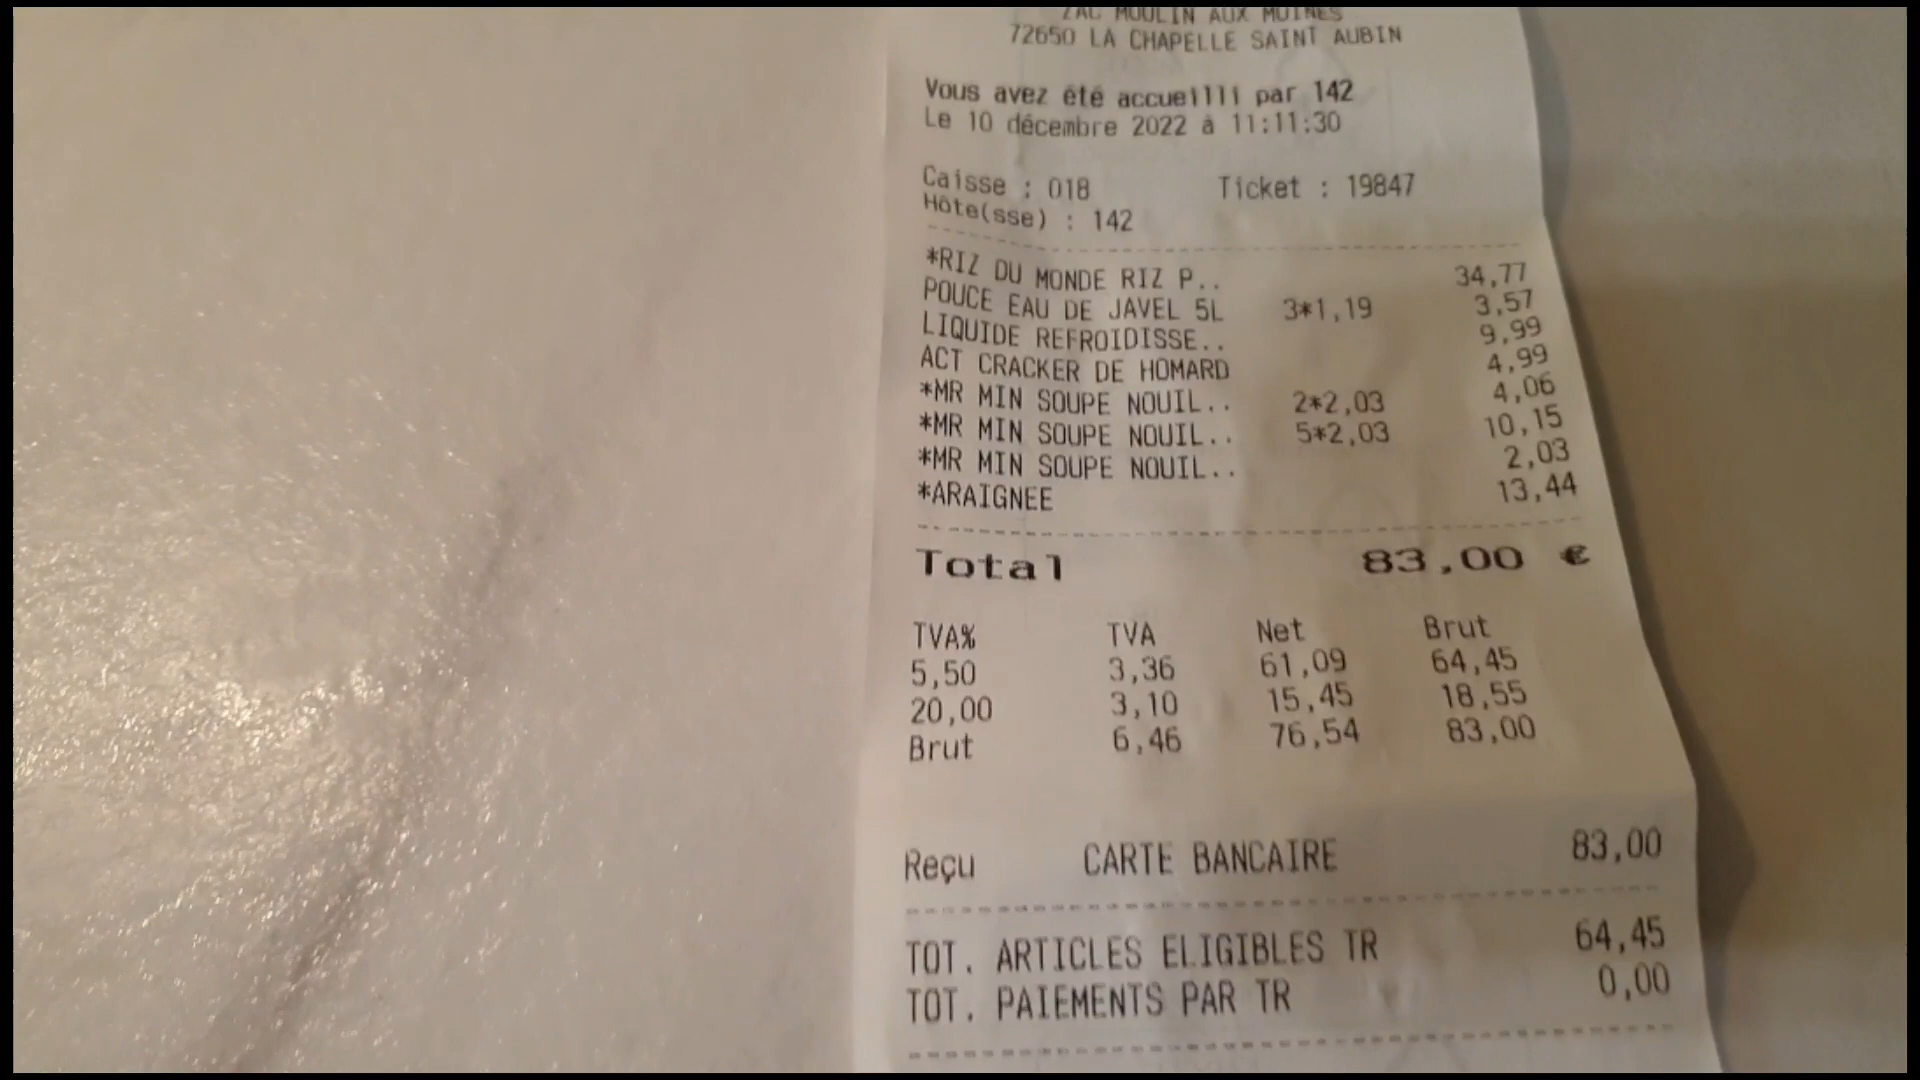 ZAC MOULIN AUX MOINES
72650 LA CHAPELLE SAINT AUBIN
Vous avez été accueilli par 142
Le 10 décembre 2022 à 11:11:30
Caisse : 018 Ticket : 19847
Hôte(sse) : 142
*RIZ DU MONDE RIZ P.. 34,77
POUCE EAU DE JAVEL 5L 3*1,19 3,57
LIQUIDE REFROIDISSE.. 9,99
ACT CRACKER DE HOMARD 4,99
*MR MIN SOUPE NOUIL.. 2*2,03 4,06
*MR MIN SOUPE NOUIL.. 5*2,03 10,15
*MR MIN SOUPE NOUIL.. 2,03
*ARAIGNEE 13,44
Total 83,00 €
TVA% TVA Net Brut
5,50 3,36 61,09 64,45
20,00 3,10 15,45 18,55
Brut 6,46 76,54 83,00
Reçu CARTE BANCAIRE 83,00
TOT. ARTICLES ELIGIBLES TR 64,45
TOT. PAIEMENTS PAR TR 0,00